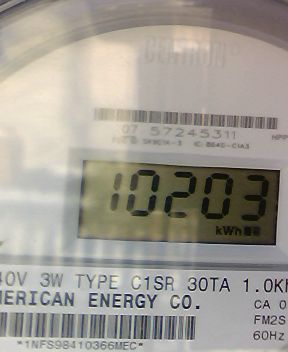 CENTRON®
07 57245311
10203
kWh
40V 3W TYPE C1SR 30TA 1.0K
MERICAN ENERGY CO.
CA 0
FM2S
60Hz
*1NFS98410366MEC*